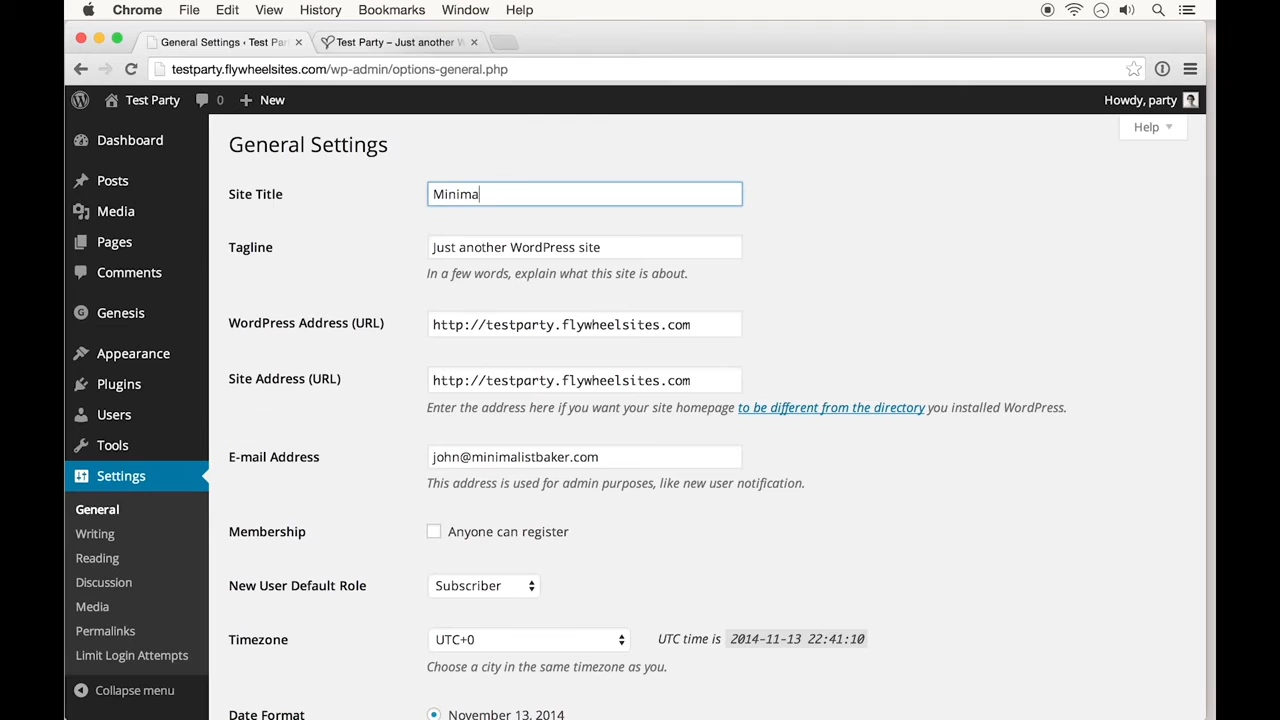 Chrome File Edit View History Bookmarks Window Help
General Settings ‹ Test Par Test Party – Just another W
testparty.flywheelsites.com/wp-admin/options-general.php
Test Party 0 New Howdy, party
Help
Dashboard
Posts
Media
Pages
Comments
Genesis
Appearance
Plugins
Users
Tools
Settings
General
Writing
Reading
Discussion
Media
Permalinks
Limit Login Attempts
Collapse menu
General Settings
Site Title Minima
Tagline Just another WordPress site
In a few words, explain what this site is about.
WordPress Address (URL) http://testparty.flywheelsites.com
Site Address (URL) http://testparty.flywheelsites.com
Enter the address here if you want your site homepage to be different from the directory you installed WordPress.
E-mail Address john@minimalistbaker.com
This address is used for admin purposes, like new user notification.
Membership Anyone can register
New User Default Role Subscriber
Timezone UTC+0 UTC time is 2014-11-13 22:41:10
Choose a city in the same timezone as you.
Date Format November 13, 2014